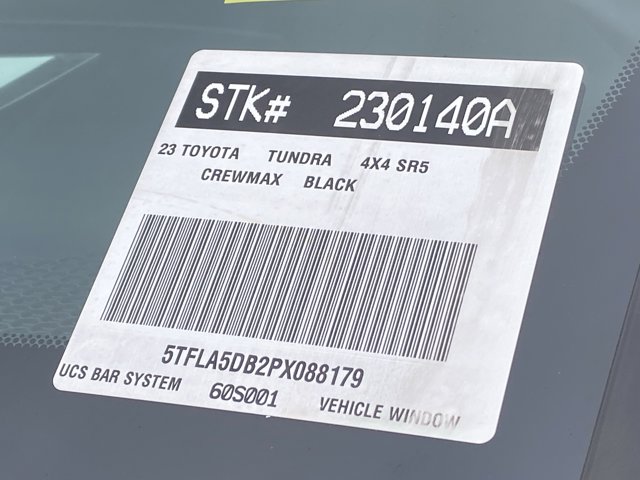 STK# 230140A
23 TOYOTA TUNDRA 4X4 SR5
CREWMAX BLACK
5TFLA5DB2PX088179
UCS BAR SYSTEM 60S001 VEHICLE WINDOW